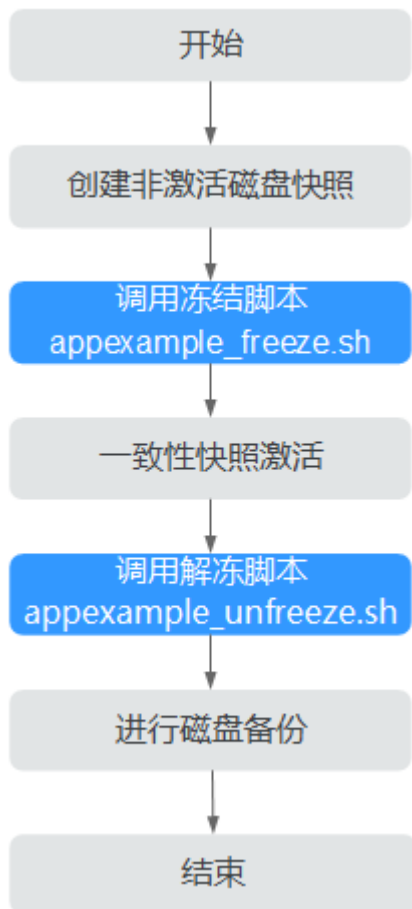 开始
创建非激活磁盘快照
调用冻结脚本
appexample_freeze.sh
一致性快照激活
调用解冻脚本
appexample_unfreeze.sh
进行磁盘备份
结束